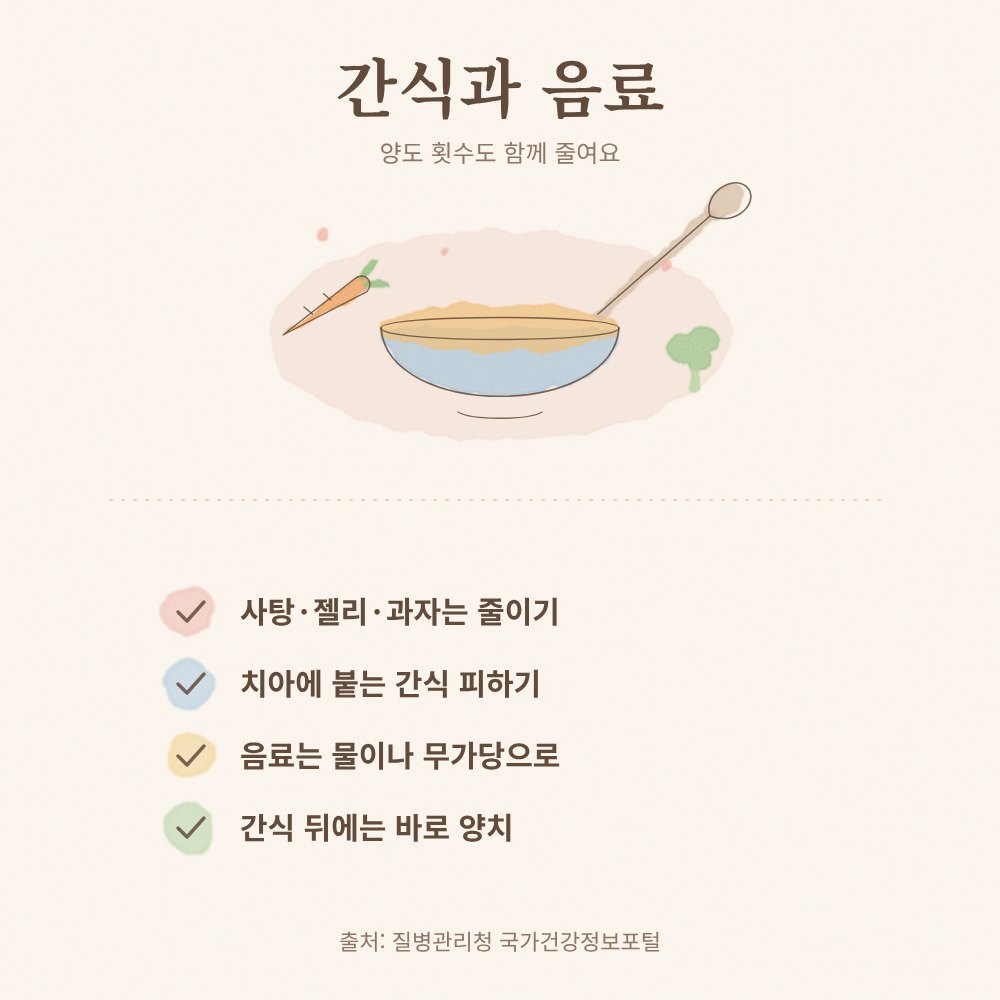 간식과 음료
양도 횟수도 함께 줄여요
사탕·젤리·과자는 줄이기
치아에 붙는 간식 피하기
음료는 물이나 무가당으로
간식 뒤에는 바로 양치
출처: 질병관리청 국가건강정보포털